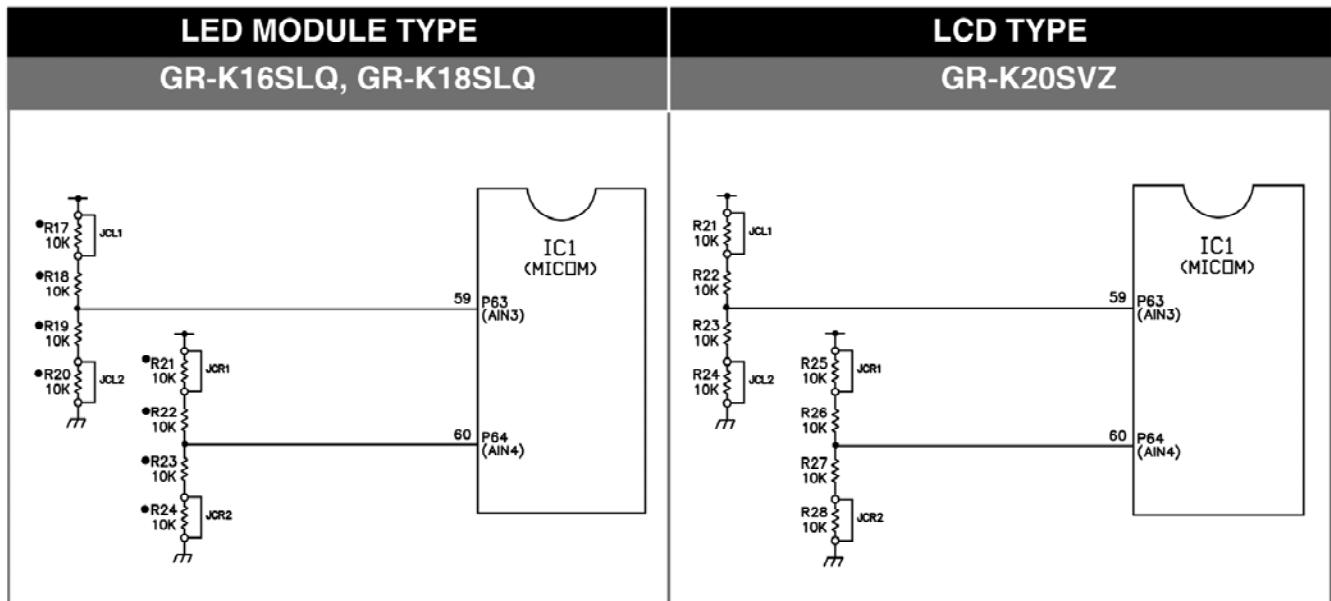 LED MODULE TYPE
LCD TYPE
GR-K16SLQ, GR-K18SLQ
GR-K20SVZ
●R17
10K
JCL1
●R18
10K
●R19
10K
●R20
10K
JCL2
●R21
10K
JCR1
●R22
10K
●R23
10K
●R24
10K
JCR2
IC1
(MICOM)
59
P63
(AIN3)
60
P64
(AIN4)
R21
10K
JCL1
R22
10K
R23
10K
R24
10K
JCL2
R25
10K
JCR1
R26
10K
R27
10K
R28
10K
JCR2
IC1
(MICOM)
59
P63
(AIN3)
60
P64
(AIN4)